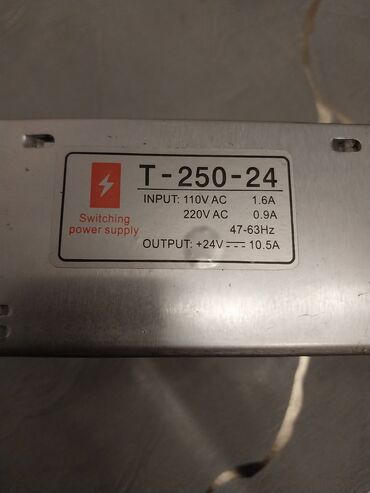 T-250-24
INPUT: 110V AC 1.6A
220V AC 0.9A
47-63Hz
OUTPUT: +24V⎓10.5A
Switching
power supply